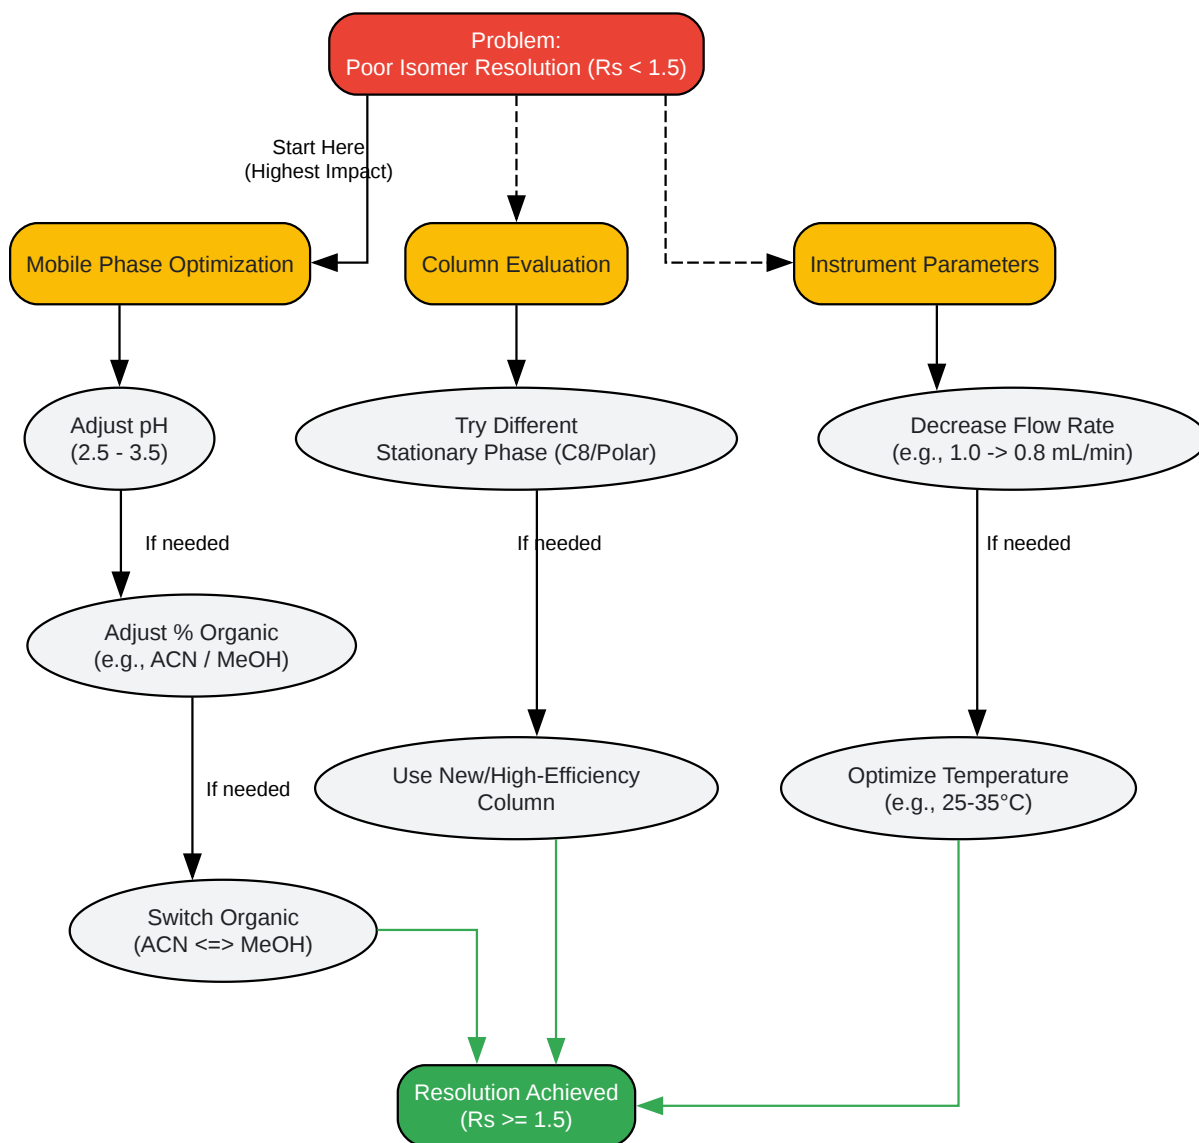 Problem:
Poor Isomer Resolution (Rs < 1.5)
Start Here
(Highest Impact)
Mobile Phase Optimization
Column Evaluation
Instrument Parameters
Adjust pH
(2.5 - 3.5)
Try Different
Stationary Phase (C8/Polar)
Decrease Flow Rate
(e.g., 1.0 -> 0.8 mL/min)
If needed
If needed
If needed
Adjust % Organic
(e.g., ACN / MeOH)
If needed
Use New/High-Efficiency
Column
Optimize Temperature
(e.g., 25-35°C)
Switch Organic
(ACN <=> MeOH)
Resolution Achieved
(Rs >= 1.5)